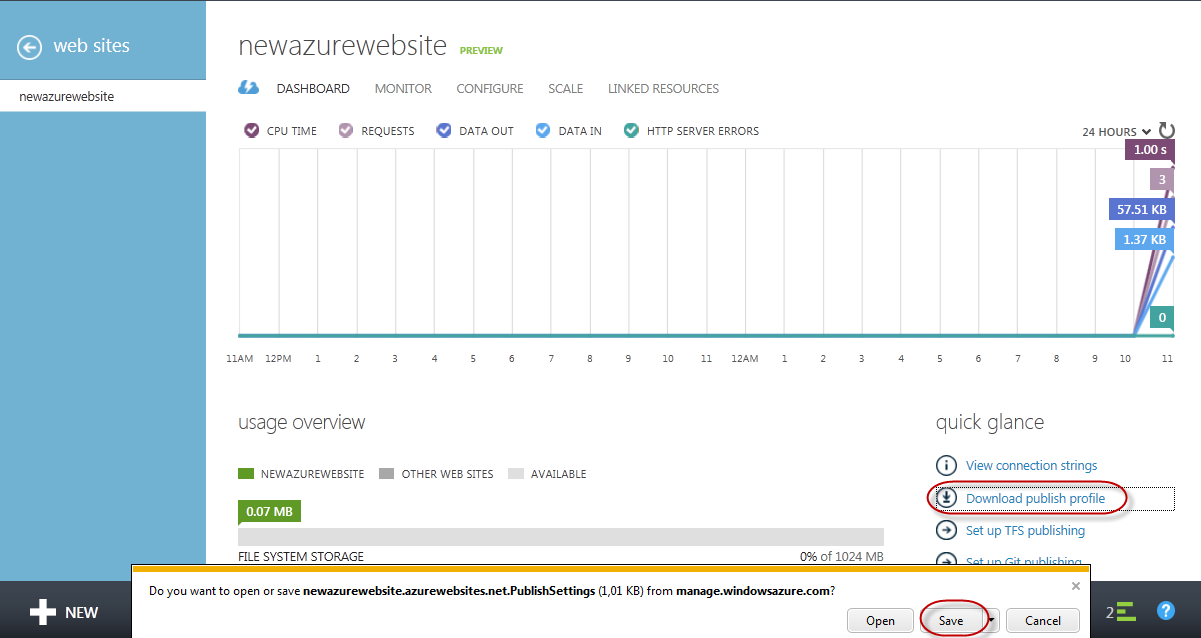 web sites
newazurewebsite
newazurewebsite PREVIEW
DASHBOARD MONITOR CONFIGURE SCALE LINKED RESOURCES
CPU TIME REQUESTS DATA OUT DATA IN HTTP SERVER ERRORS
24 HOURS
1.00 s
3
57.51 KB
1.37 KB
0
11AM 12PM 1 2 3 4 5 6 7 8 9 10 11 12AM 1 2 3 4 5 6 7 8 9 10 11
usage overview
NEWAZUREWEBSITE OTHER WEB SITES AVAILABLE
0.07 MB
FILE SYSTEM STORAGE 0% of 1024 MB
quick glance
View connection strings
Download publish profile
Set up TFS publishing
Set up Git publishing
Do you want to open or save newazurewebsite.azurewebsites.net.PublishSettings (1,01 KB) from manage.windowsazure.com?
Open Save Cancel
NEW
2
?